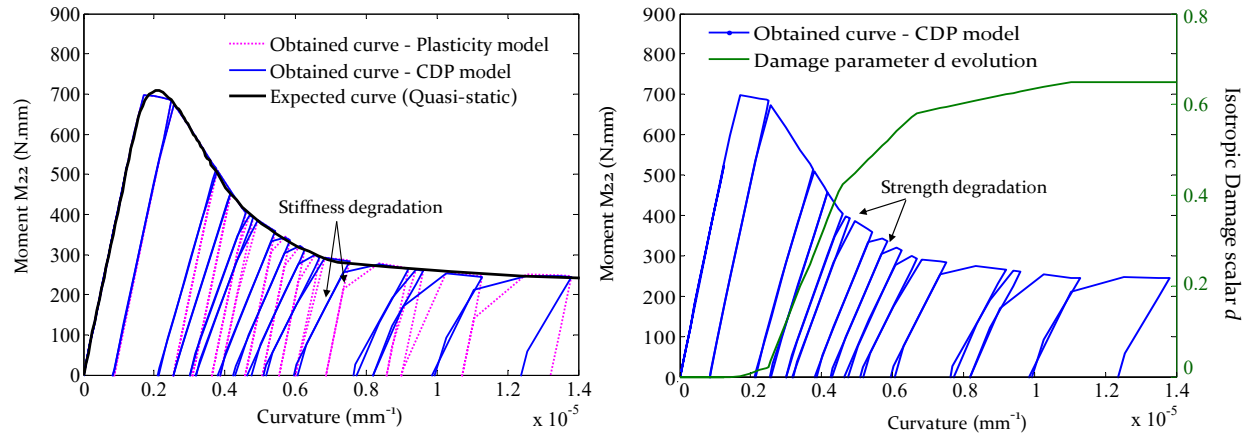 900
800
700
600
500
400
300
200
100
0
Moment M22 (N.mm)
Obtained curve - Plasticity model
Obtained curve - CDP model
Expected curve (Quasi-static)
Stiffness degradation
0 0.2 0.4 0.6 0.8 1 1.2 1.4
Curvature (mm⁻¹)
x 10⁻⁵
900
800
700
600
500
400
300
200
100
0
Moment M22 (N.mm)
Obtained curve - CDP model
Damage parameter d evolution
Strength degradation
0 0.2 0.4 0.6 0.8 1 1.2 1.4
Curvature (mm⁻¹)
x 10⁻⁵
0.8
0.6
0.4
0.2
0
Isotropic Damage scalar d